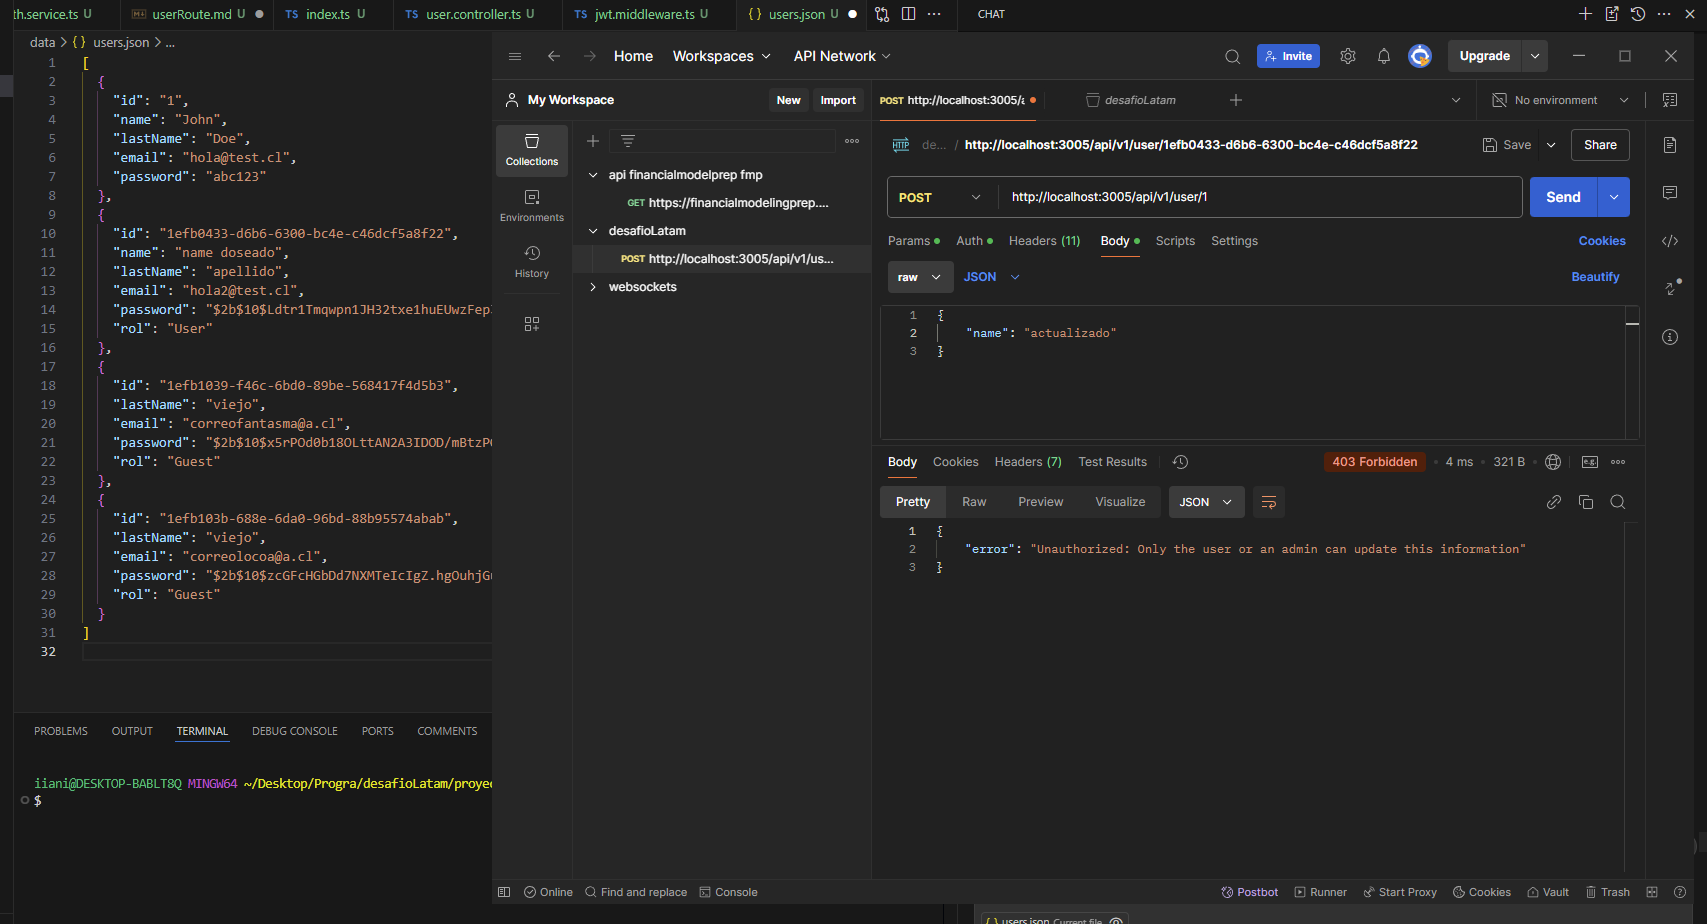 th.service.ts U
userRoute.md U
TS index.ts U
TS user.controller.ts U
TS jwt.middleware.ts U
{} users.json U
CHAT
data > {} users.json > ...
1 [
2 {
3 "id": "1",
4 "name": "John",
5 "lastName": "Doe",
6 "email": "hola@test.cl",
7 "password": "abc123"
8 },
9 {
10 "id": "1efb0433-d6b6-6300-bc4e-c46dcf5a8f22",
11 "name": "name doseado",
12 "lastName": "apellido",
13 "email": "hola2@test.cl",
14 "password": "$2b$10$Ldtr1Tmqwpn1JH32txe1huEUwzFep
15 "rol": "User"
16 },
17 {
18 "id": "1efb1039-f46c-6bd0-89be-568417f4d5b3",
19 "lastName": "viejo",
20 "email": "correofantasma@a.cl",
21 "password": "$2b$10$x5rPOd0b18OLttAN2A3IDOD/mBtzP
22 "rol": "Guest"
23 },
24 {
25 "id": "1efb103b-688e-6da0-96bd-88b95574abab",
26 "lastName": "viejo",
27 "email": "correolocoa@a.cl",
28 "password": "$2b$10$zcGFcHGbDd7NXMTeIcIgZ.hgOuhjG
29 "rol": "Guest"
30 }
31 ]
32
PROBLEMS OUTPUT TERMINAL DEBUG CONSOLE PORTS COMMENTS
iiani@DESKTOP-BABLT8Q MINGW64 ~/Desktop/Progra/desafioLatam/proyec
$
Home Workspaces API Network
Invite
Upgrade
My Workspace
New Import
Collections
Environments
History
api financialmodelprep fmp
GET https://financialmodelingprep....
desafioLatam
POST http://localhost:3005/api/v1/us...
websockets
POST http://localhost:3005/a
desafioLatam
No environment
HTTP de... / http://localhost:3005/api/v1/user/1efb0433-d6b6-6300-bc4e-c46dcf5a8f22
Save
Share
POST http://localhost:3005/api/v1/user/1
Send
Params Auth Headers (11) Body Scripts Settings
Cookies
raw JSON
Beautify
1 {
2 "name": "actualizado"
3 }
Body Cookies Headers (7) Test Results
403 Forbidden 4 ms 321 B
e.g.
Pretty Raw Preview Visualize JSON
1 {
2 "error": "Unauthorized: Only the user or an admin can update this information"
3 }
Online Find and replace Console
Postbot Runner Start Proxy Cookies Vault Trash
{} users.json Current file